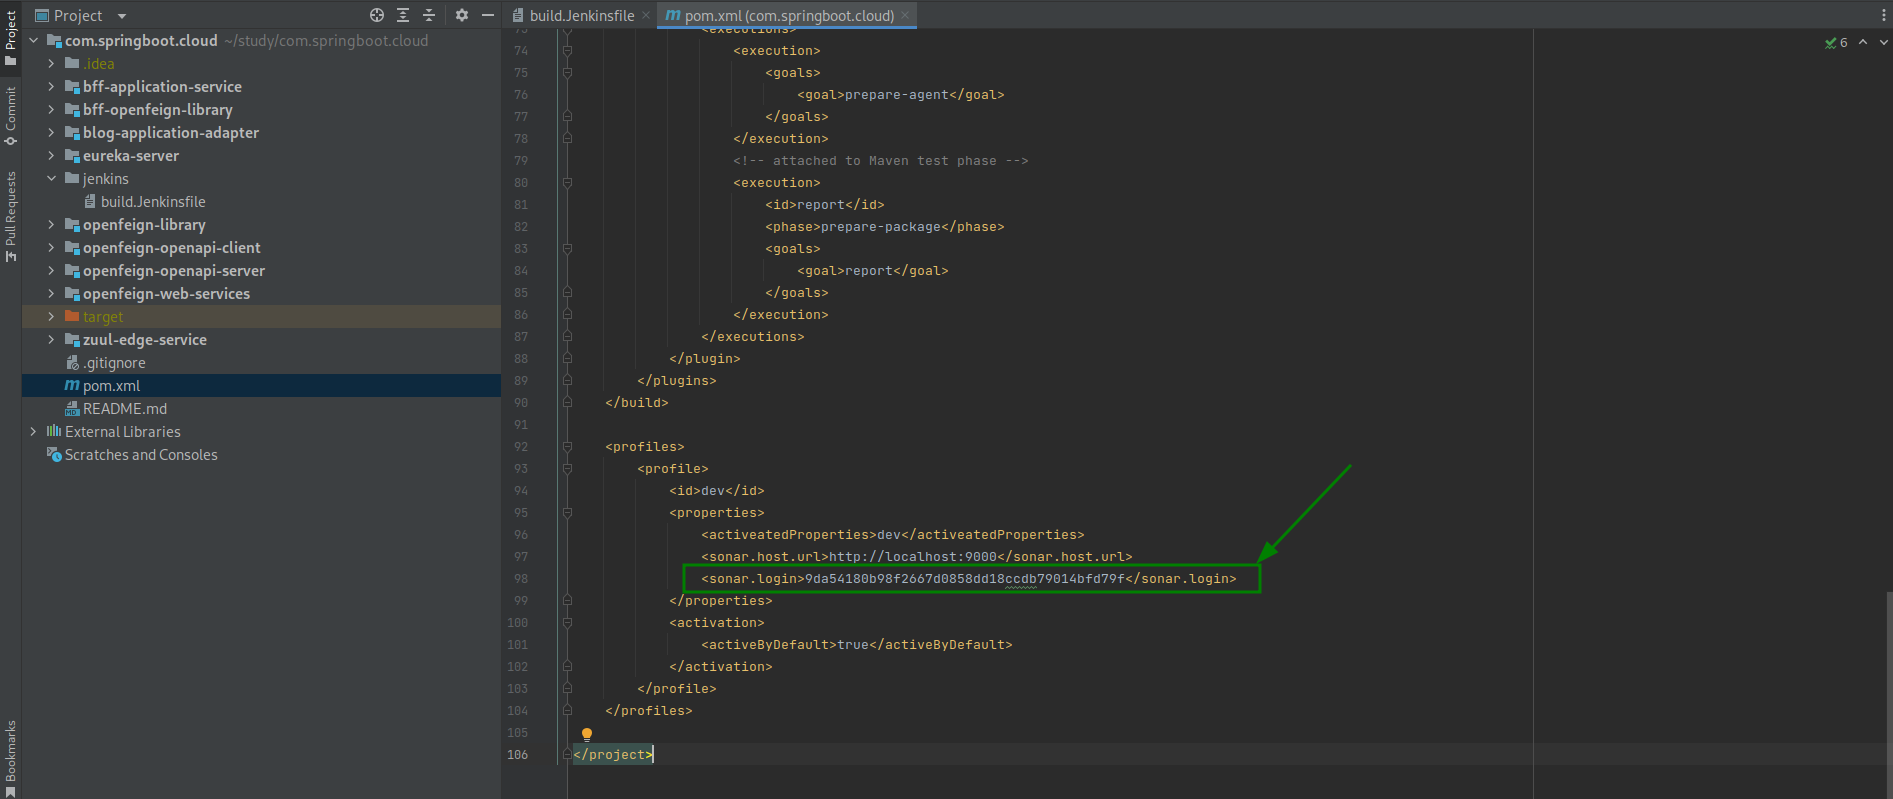 Project
build.Jenkinsfile
pom.xml (com.springboot.cloud)
Project
Commit
Pull Requests
Bookmarks
com.springboot.cloud ~/study/com.springboot.cloud
.idea
bff-application-service
bff-openfeign-library
blog-application-adapter
eureka-server
jenkins
build.Jenkinsfile
openfeign-library
openfeign-openapi-client
openfeign-openapi-server
openfeign-web-services
target
zuul-edge-service
.gitignore
m pom.xml
README.md
External Libraries
Scratches and Consoles
6
73 <executions>
74 <execution>
75 <goals>
76 <goal>prepare-agent</goal>
77 </goals>
78 </execution>
79 <!-- attached to Maven test phase -->
80 <execution>
81 <id>report</id>
82 <phase>prepare-package</phase>
83 <goals>
84 <goal>report</goal>
85 </goals>
86 </execution>
87 </executions>
88 </plugin>
89 </plugins>
90 </build>
91
92 <profiles>
93 <profile>
94 <id>dev</id>
95 <properties>
96 <activeatedProperties>dev</activeatedProperties>
97 <sonar.host.url>http://localhost:9000</sonar.host.url>
98 <sonar.login>9da54180b98f2667d0858dd18ccdb79014bfd79f</sonar.login>
99 </properties>
100 <activation>
101 <activeByDefault>true</activeByDefault>
102 </activation>
103 </profile>
104 </profiles>
105
106 </project>